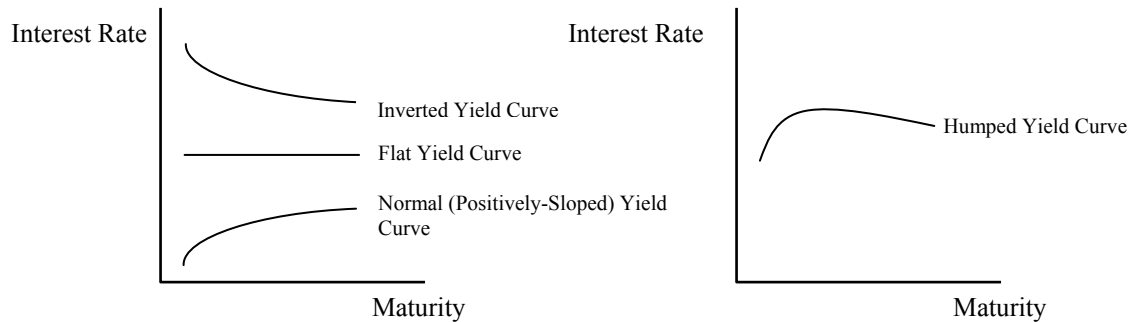 Interest Rate
Inverted Yield Curve
Flat Yield Curve
Normal (Positively-Sloped) Yield
Curve
Maturity
Interest Rate
Humped Yield Curve
Maturity